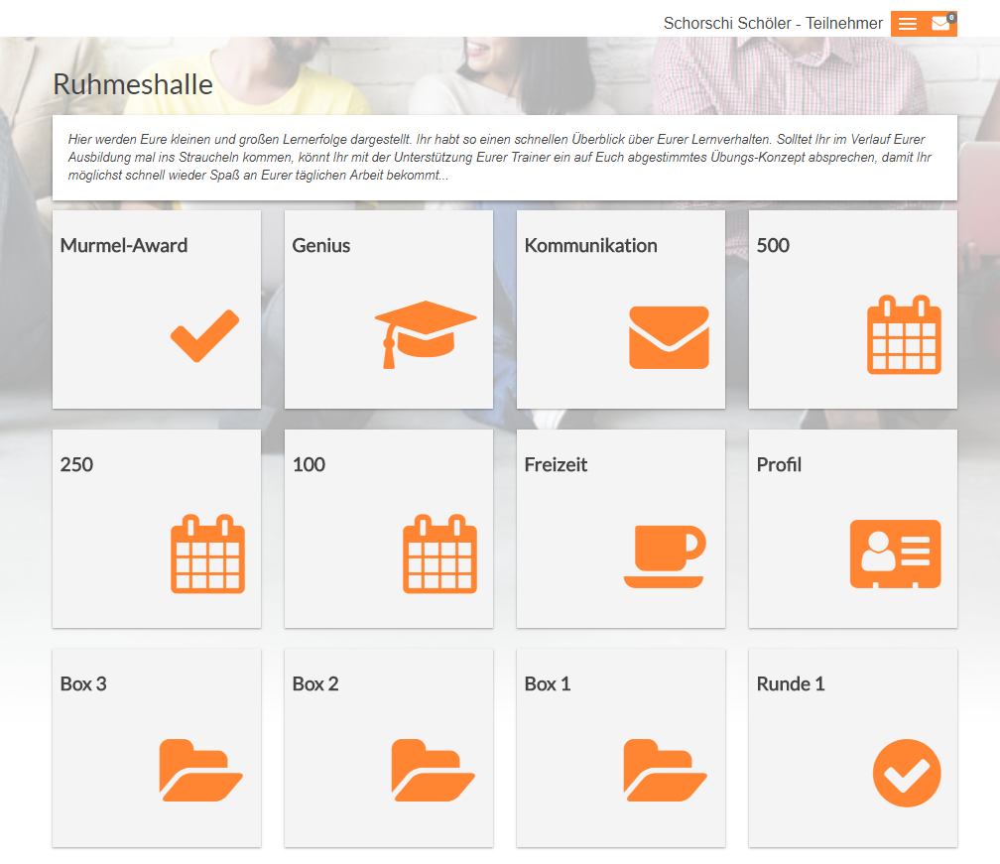 Schorschi Schöler - Teilnehmer
0
Ruhmeshalle
Hier werden Eure kleinen und großen Lernerfolge dargestellt. Ihr habt so einen schnellen Überblick über Eurer Lernverhalten. Solltet Ihr im Verlauf Eurer
Ausbildung mal ins Straucheln kommen, könnt Ihr mit der Unterstützung Eurer Trainer ein auf Euch abgestimmtes Übungs-Konzept absprechen, damit Ihr
möglichst schnell wieder Spaß an Eurer täglichen Arbeit bekommt...
Murmel-Award
Genius
Kommunikation
500
250
100
Freizeit
Profil
Box 3
Box 2
Box 1
Runde 1